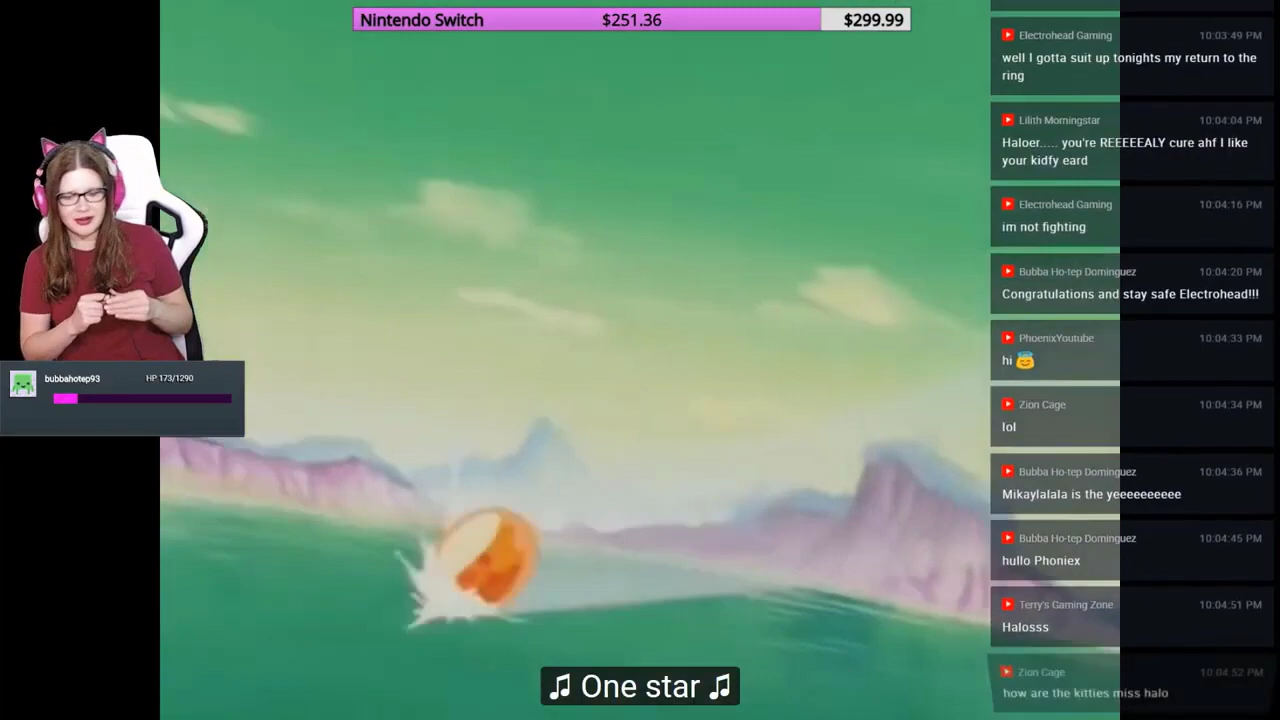 Nintendo Switch $251.36 $299.99
Electrohead Gaming 10:03:49 PM
well I gotta suit up tonights my return to the
ring
Lilith Morningstar 10:04:04 PM
Haloer..... you're REEEEEALY cure ahf I like
your kidfy eard
Electrohead Gaming 10:04:16 PM
im not fighting
Bubba Ho-tep Dominguez 10:04:20 PM
Congratulations and stay safe Electrohead!!!
PhoenixYoutube 10:04:33 PM
hi 😇
Zion Cage 10:04:34 PM
lol
bubbahotep93 HP 173/1290
Bubba Ho-tep Dominguez 10:04:36 PM
Mikaylalala is the yeeeeeeeeee
Bubba Ho-tep Dominguez 10:04:45 PM
hullo Phoniex
Terry's Gaming Zone 10:04:51 PM
Halosss
Zion Cage 10:04:52 PM
how are the kitties miss halo
♫ One star ♫